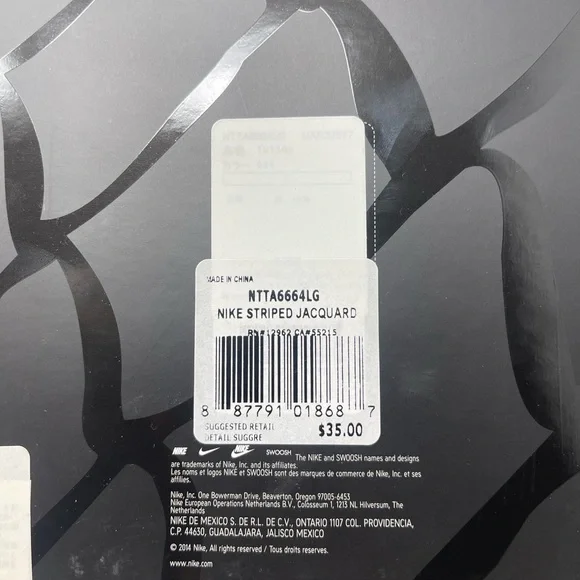 MADE IN CHINA
NTTA6664LG
NIKE STRIPED JACQUARD
RN#12962 CA#55215
8 87791 01868 7
SUGGESTED RETAIL
DETAIL SUGGRE
$35.00
NIKE SWOOSH The NIKE and SWOOSH names and designs
are trademarks of Nike, Inc. and its affiliates.
Les noms et logos NIKE et SWOOSH sont des marques de commerce de Nike, Inc. et ses
affilies.
Nike, Inc. One Bowerman Drive, Beaverton, Oregon 97005-6453
Nike European Operations Netherlands B.V., Colosseum 1, 1213 NL Hilversum, The
Netherlands
NIKE DE MEXICO S. DE R.L. DE C.V., ONTARIO 1107 COL. PROVIDENCIA,
C.P. 44630, GUADALAJARA, JALISCO MEXICO
© 2014 Nike, All rights reserved / Tous droits reserves.
www.nike.com